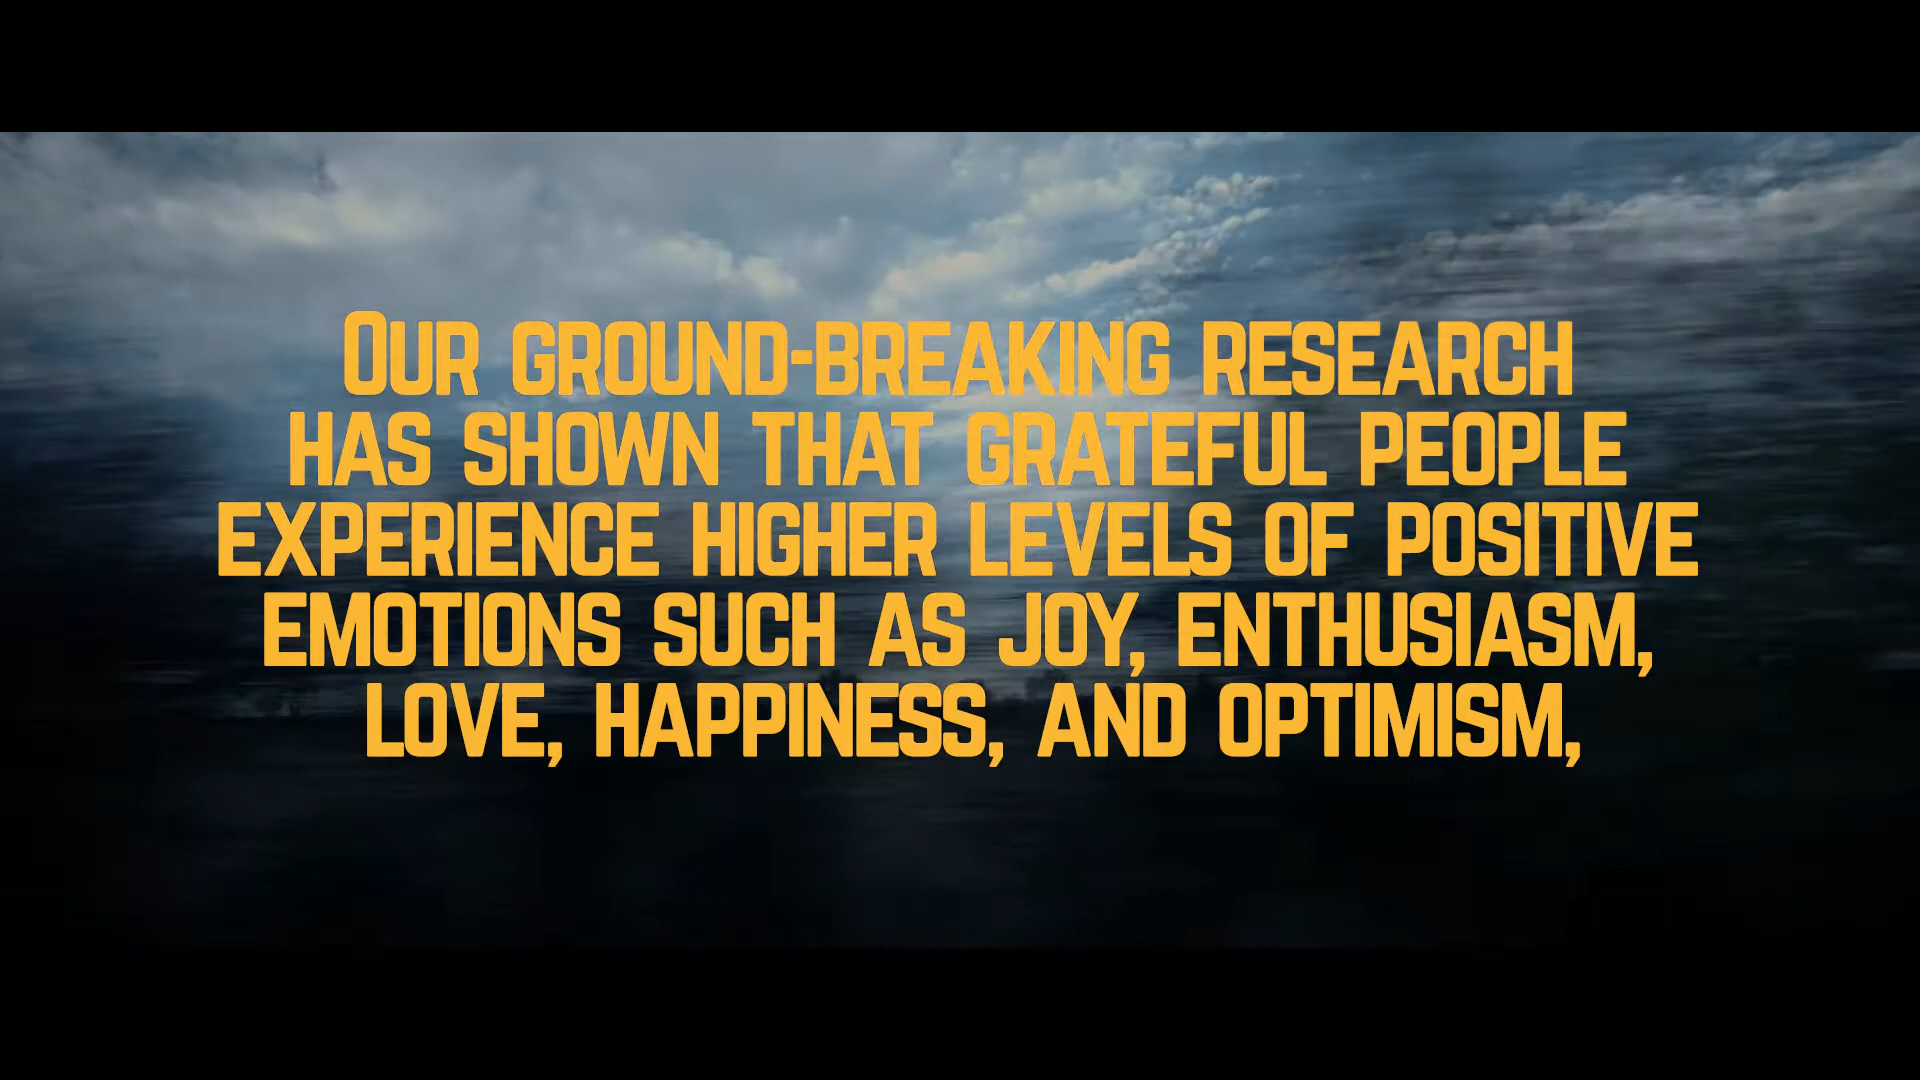 Our ground-breaking research
has shown that grateful people
experience higher levels of positive
emotions such as joy, enthusiasm,
love, happiness, and optimism,